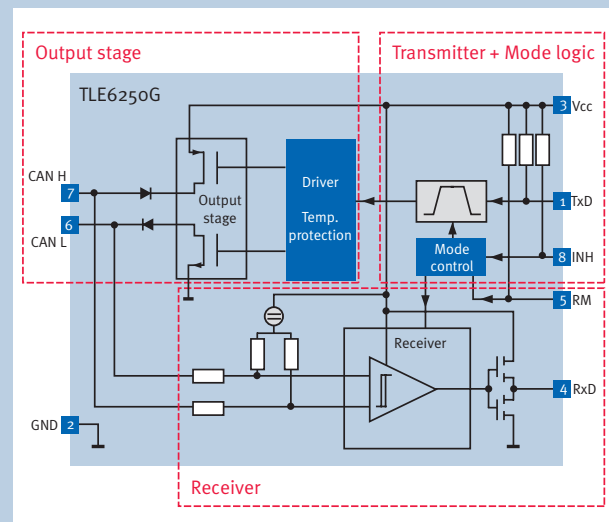 Output stage
Transmitter + Mode logic
TLE6250G
3 Vcc
CAN H
7
Output
stage
Driver
Temp.
protection
1 TxD
6
CAN L
Mode
control
8 INH
5 RM
Receiver
4 RxD
GND 2
Receiver